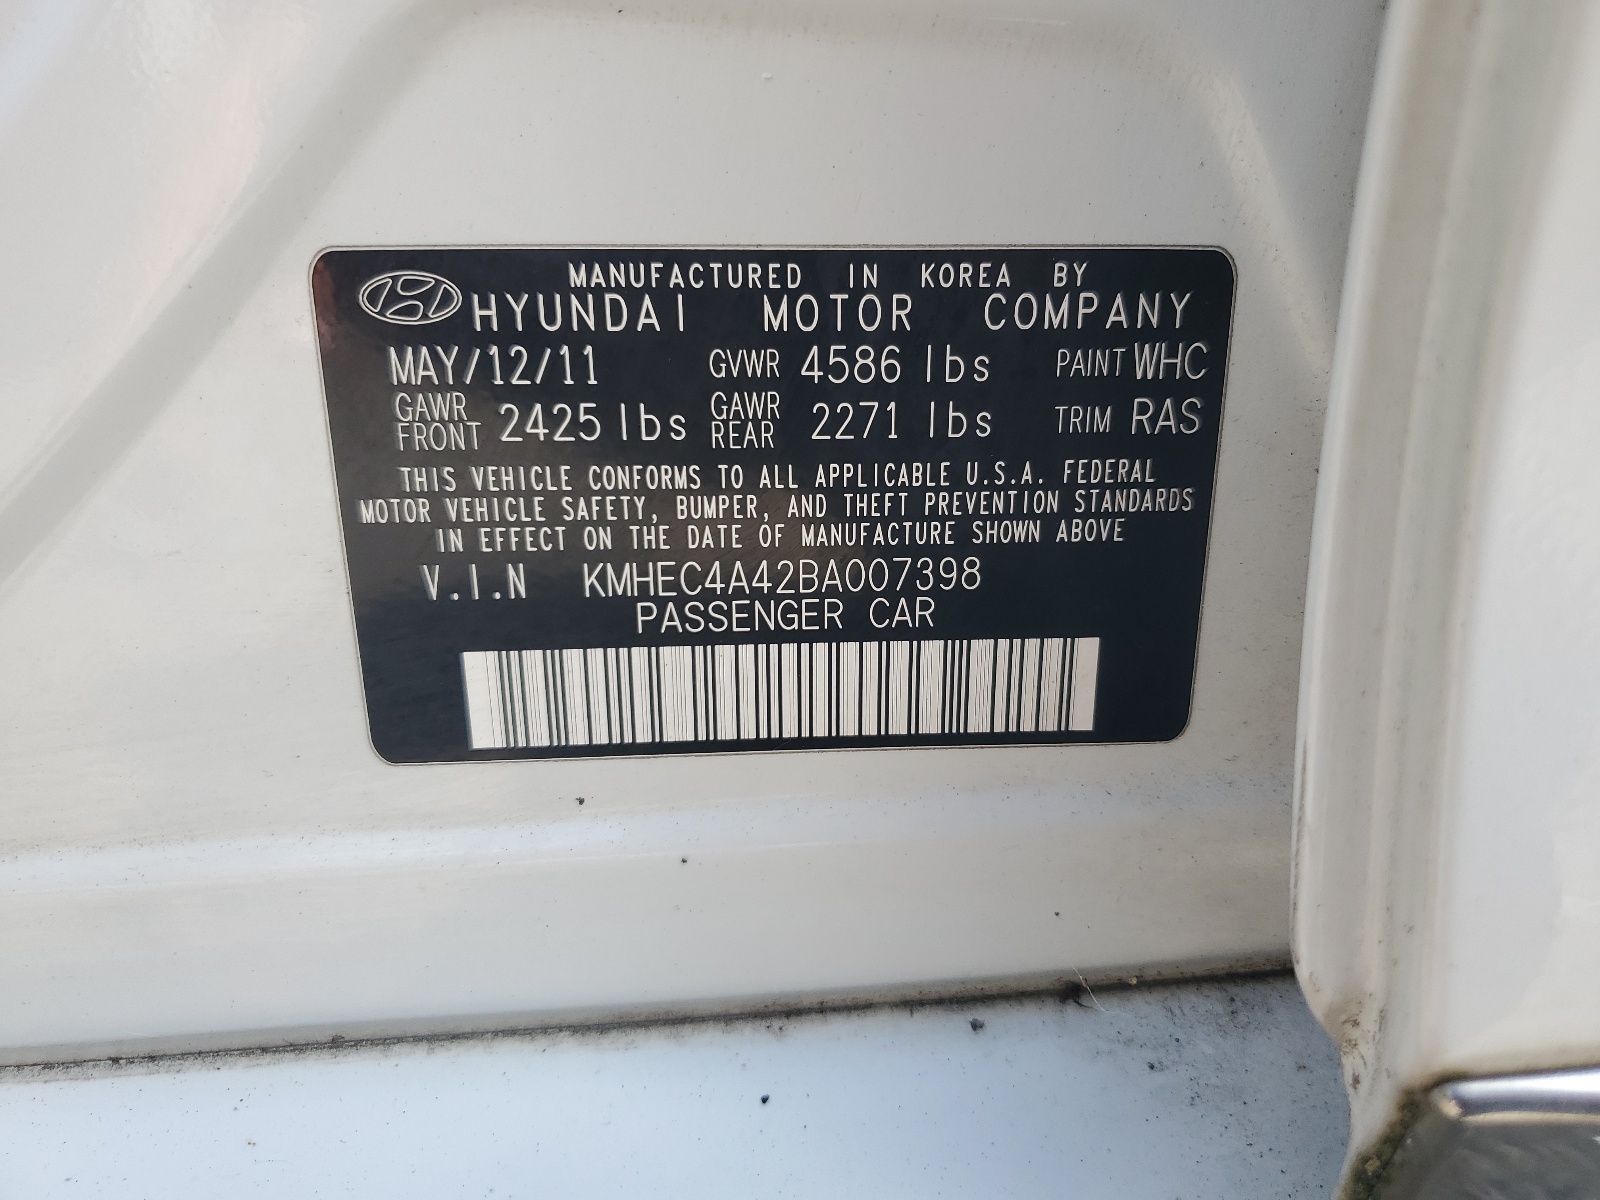 MANUFACTURED IN KOREA BY
HYUNDAI MOTOR COMPANY
MAY/12/11 GVWR 4586 lbs PAINT WHC
GAWR FRONT 2425 lbs GAWR REAR 2271 lbs TRIM RAS
THIS VEHICLE CONFORMS TO ALL APPLICABLE U.S.A. FEDERAL
MOTOR VEHICLE SAFETY, BUMPER, AND THEFT PREVENTION STANDARDS
IN EFFECT ON THE DATE OF MANUFACTURE SHOWN ABOVE
V.I.N KMHEC4A42BA007398
PASSENGER CAR